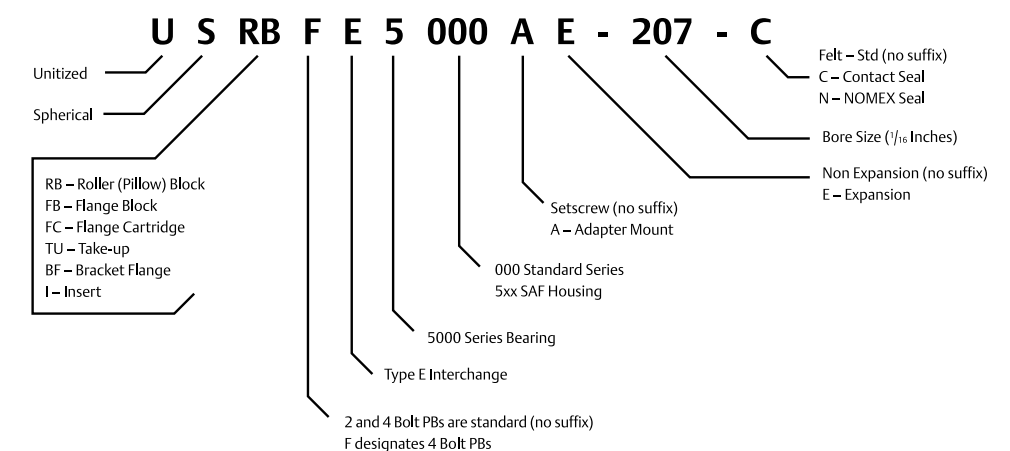 U S RB F E 5 000 A E - 207 - C
Unitized
Spherical
RB – Roller (Pillow) Block
FB – Flange Block
FC – Flange Cartridge
TU – Take-up
BF – Bracket Flange
I – Insert
2 and 4 Bolt PBs are standard (no suffix)
F designates 4 Bolt PBs
Type E Interchange
5000 Series Bearing
000 Standard Series
5xx SAF Housing
Setscrew (no suffix)
A – Adapter Mount
Non Expansion (no suffix)
E – Expansion
Bore Size (1/16 Inches)
Felt – Std (no suffix)
C – Contact Seal
N – NOMEX Seal